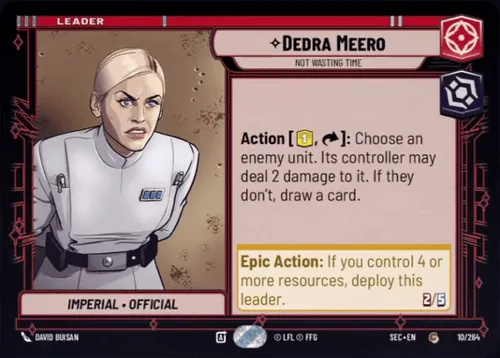 LEADER
✧DEDRA MEERO
NOT WASTING TIME
Action [1, ]: Choose an
enemy unit. Its controller may
deal 2 damage to it. If they
don't, draw a card.
Epic Action: If you control 4 or
more resources, deploy this
leader.
2/5
IMPERIAL • OFFICIAL
DAVID BUISAN
A
© LFL © FFG
SEC • EN
10/264